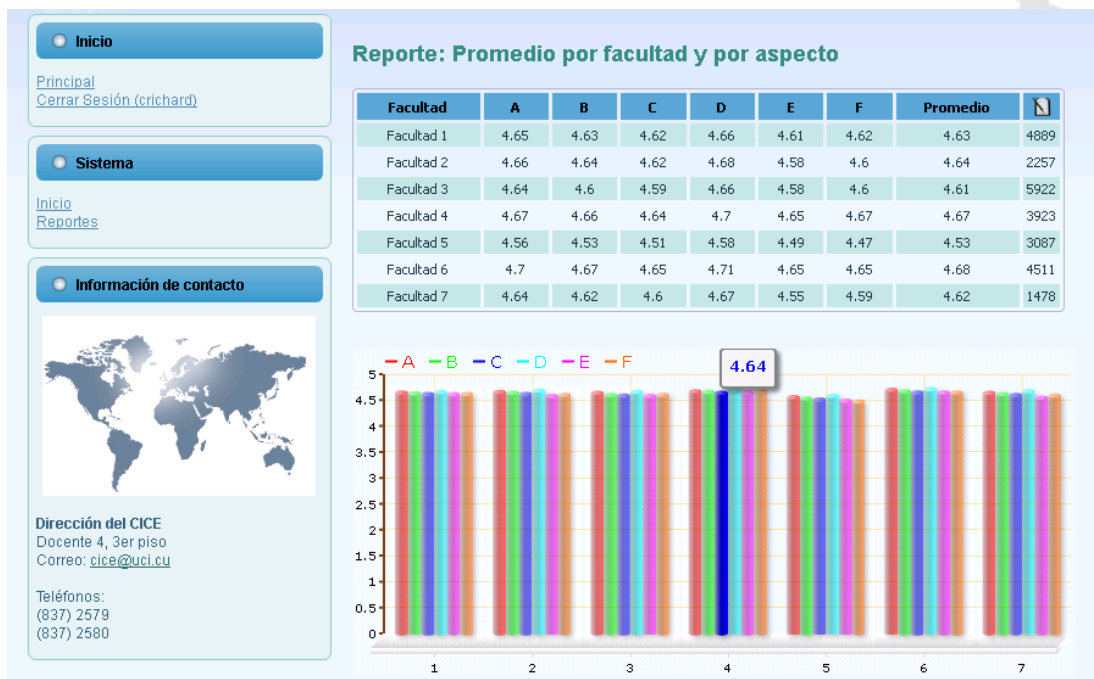 Inicio
Principal
Cerrar Sesión (crichard)
Sistema
Inicio
Reportes
Información de contacto
Dirección del CICE
Docente 4, 3er piso
Correo: cice@uci.cu
Teléfonos:
(837) 2579
(837) 2580
Reporte: Promedio por facultad y por aspecto
Facultad A B C D E F Promedio
Facultad 1 4.65 4.63 4.62 4.66 4.61 4.62 4.63 4889
Facultad 2 4.66 4.64 4.62 4.68 4.58 4.6 4.64 2257
Facultad 3 4.64 4.6 4.59 4.66 4.58 4.6 4.61 5922
Facultad 4 4.67 4.66 4.64 4.7 4.65 4.67 4.67 3923
Facultad 5 4.56 4.53 4.51 4.58 4.49 4.47 4.53 3087
Facultad 6 4.7 4.67 4.65 4.71 4.65 4.65 4.68 4511
Facultad 7 4.64 4.62 4.6 4.67 4.55 4.59 4.62 1478
A B C D E F
4.64
5
4.5
4
3.5
3
2.5
2
1.5
1
0.5
0
1 2 3 4 5 6 7